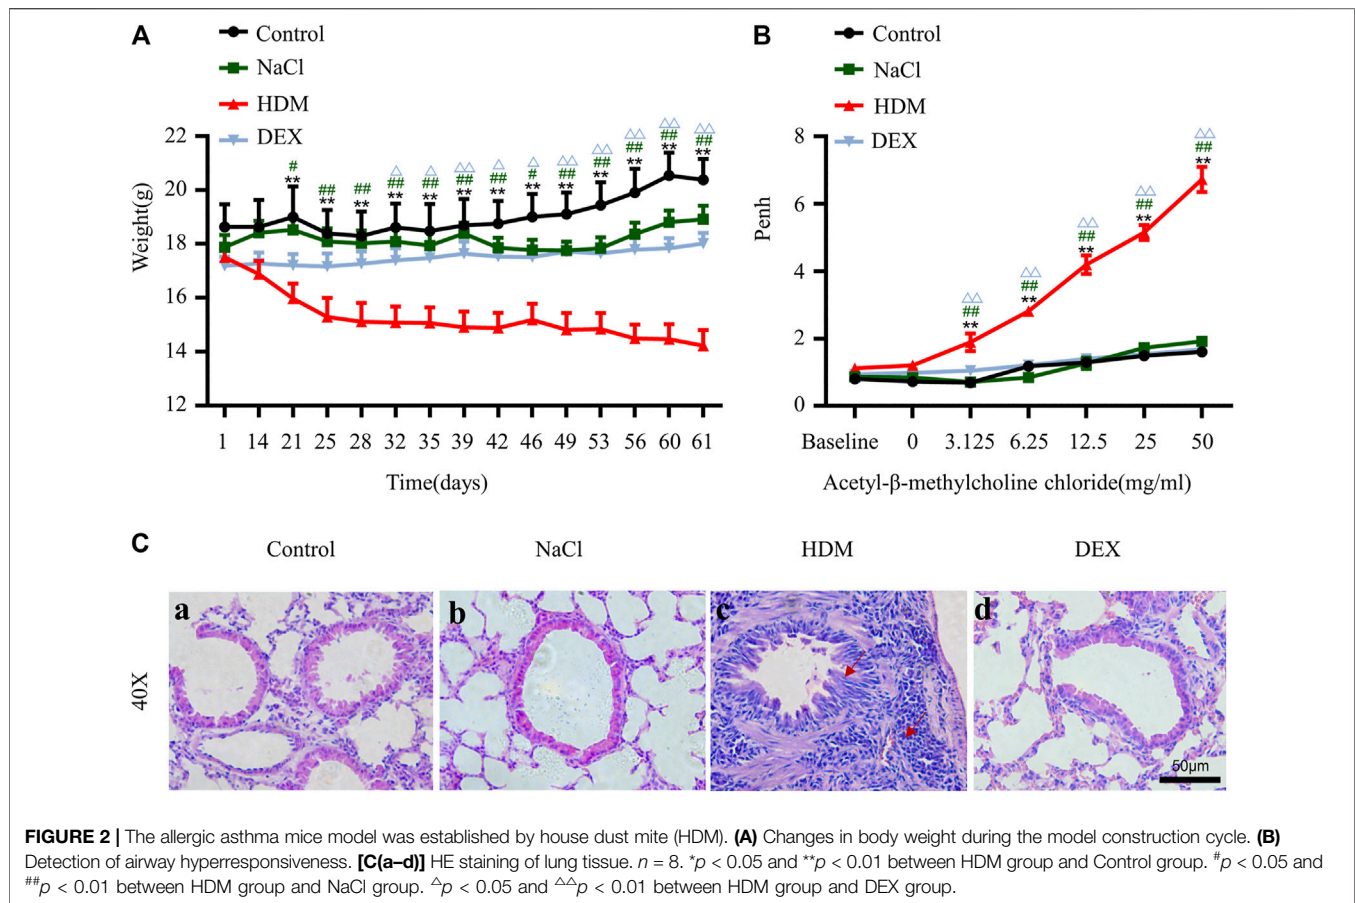 A
Control
NaCl
HDM
DEX
22
20
18
16
14
12
Weight(g)
# ## ## ## ## ## ## # ## ## ## ## ##
** ** ** ** ** ** ** ** ** ** ** ** **
△ △ △△ △ △ △△ △△ △△ △△ △△
1 14 21 25 28 32 35 39 42 46 49 53 56 60 61
Time(days)
B
Control
NaCl
HDM
DEX
8
6
4
2
0
Penh
△△ △△ △△ △△ △△
## ## ## ## ##
** ** ** ** **
Baseline 0 3.125 6.25 12.5 25 50
Acetyl-β-methylcholine chloride(mg/ml)
C
Control NaCl HDM DEX
40X
a b c d
50μm
FIGURE 2 | The allergic asthma mice model was established by house dust mite (HDM). (A) Changes in body weight during the model construction cycle. (B)
Detection of airway hyperresponsiveness. [C(a–d)] HE staining of lung tissue. n = 8. *p < 0.05 and **p < 0.01 between HDM group and Control group. #p < 0.05 and
##p < 0.01 between HDM group and NaCl group. △p < 0.05 and △△p < 0.01 between HDM group and DEX group.